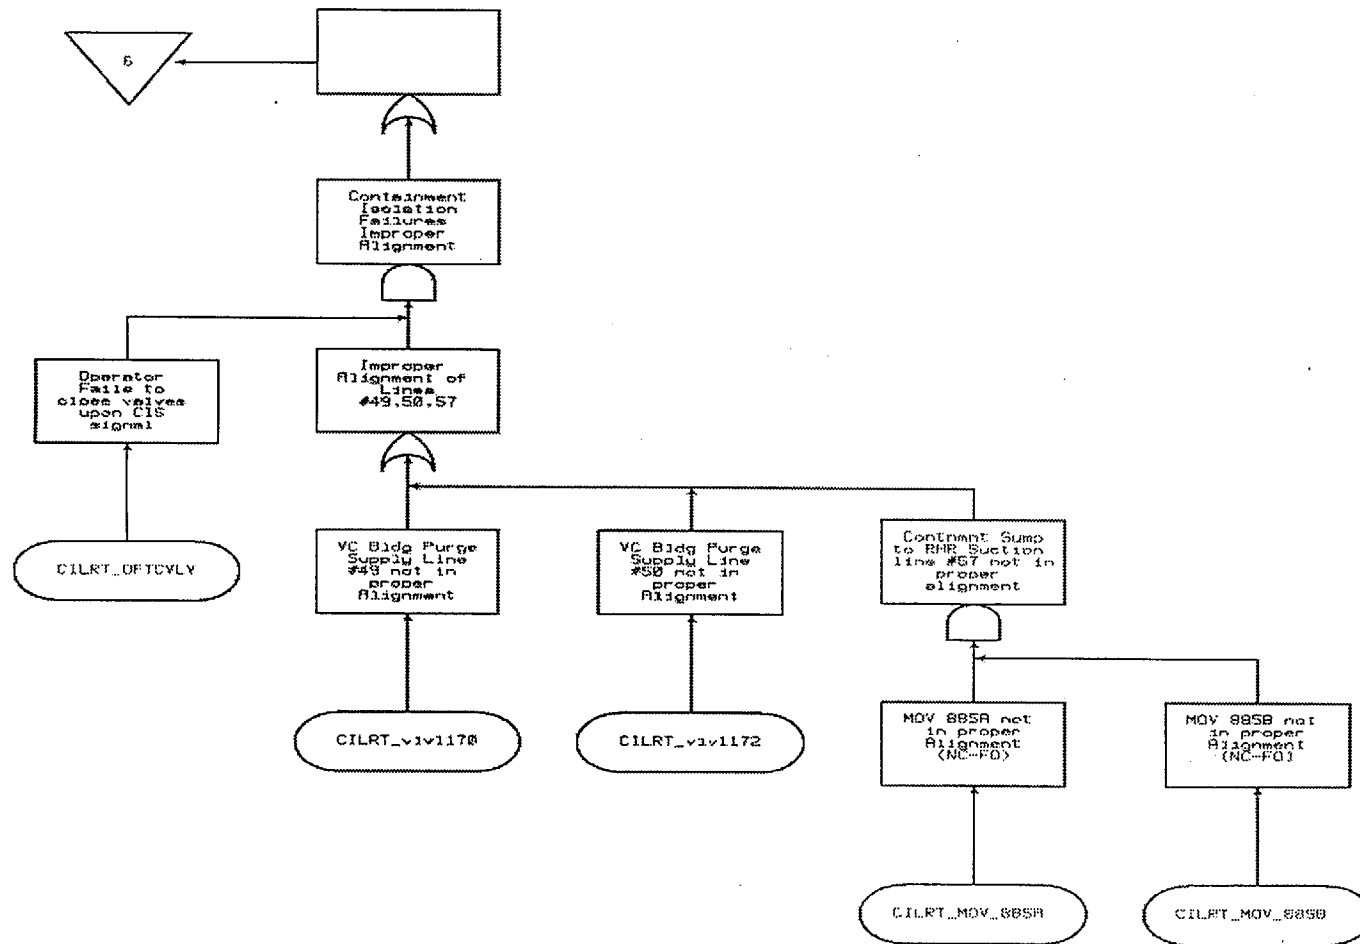 6
Containment
Isolation
Failures
Improper
Alignment
Operator
Fails to
close valves
upon CIS
signal
Improper
Alignment of
Lines
#49,50,57
CILRT_OFTCVLV
VC Bldg Purge
Supply Line
#49 not in
proper
Alignment
VC Bldg Purge
Supply Line
#50 not in
proper
Alignment
Contnmnt Sump
to RHR Suction
line #57 not in
proper
alignment
CILRT_vlv1170
CILRT_vlv1172
MOV 885A not
in proper
Alignment
(NC-FO)
MOV 885B not
in proper
Alignment
(NC-FO)
CILRT_MOV_885A
CILRT_MOV_885B